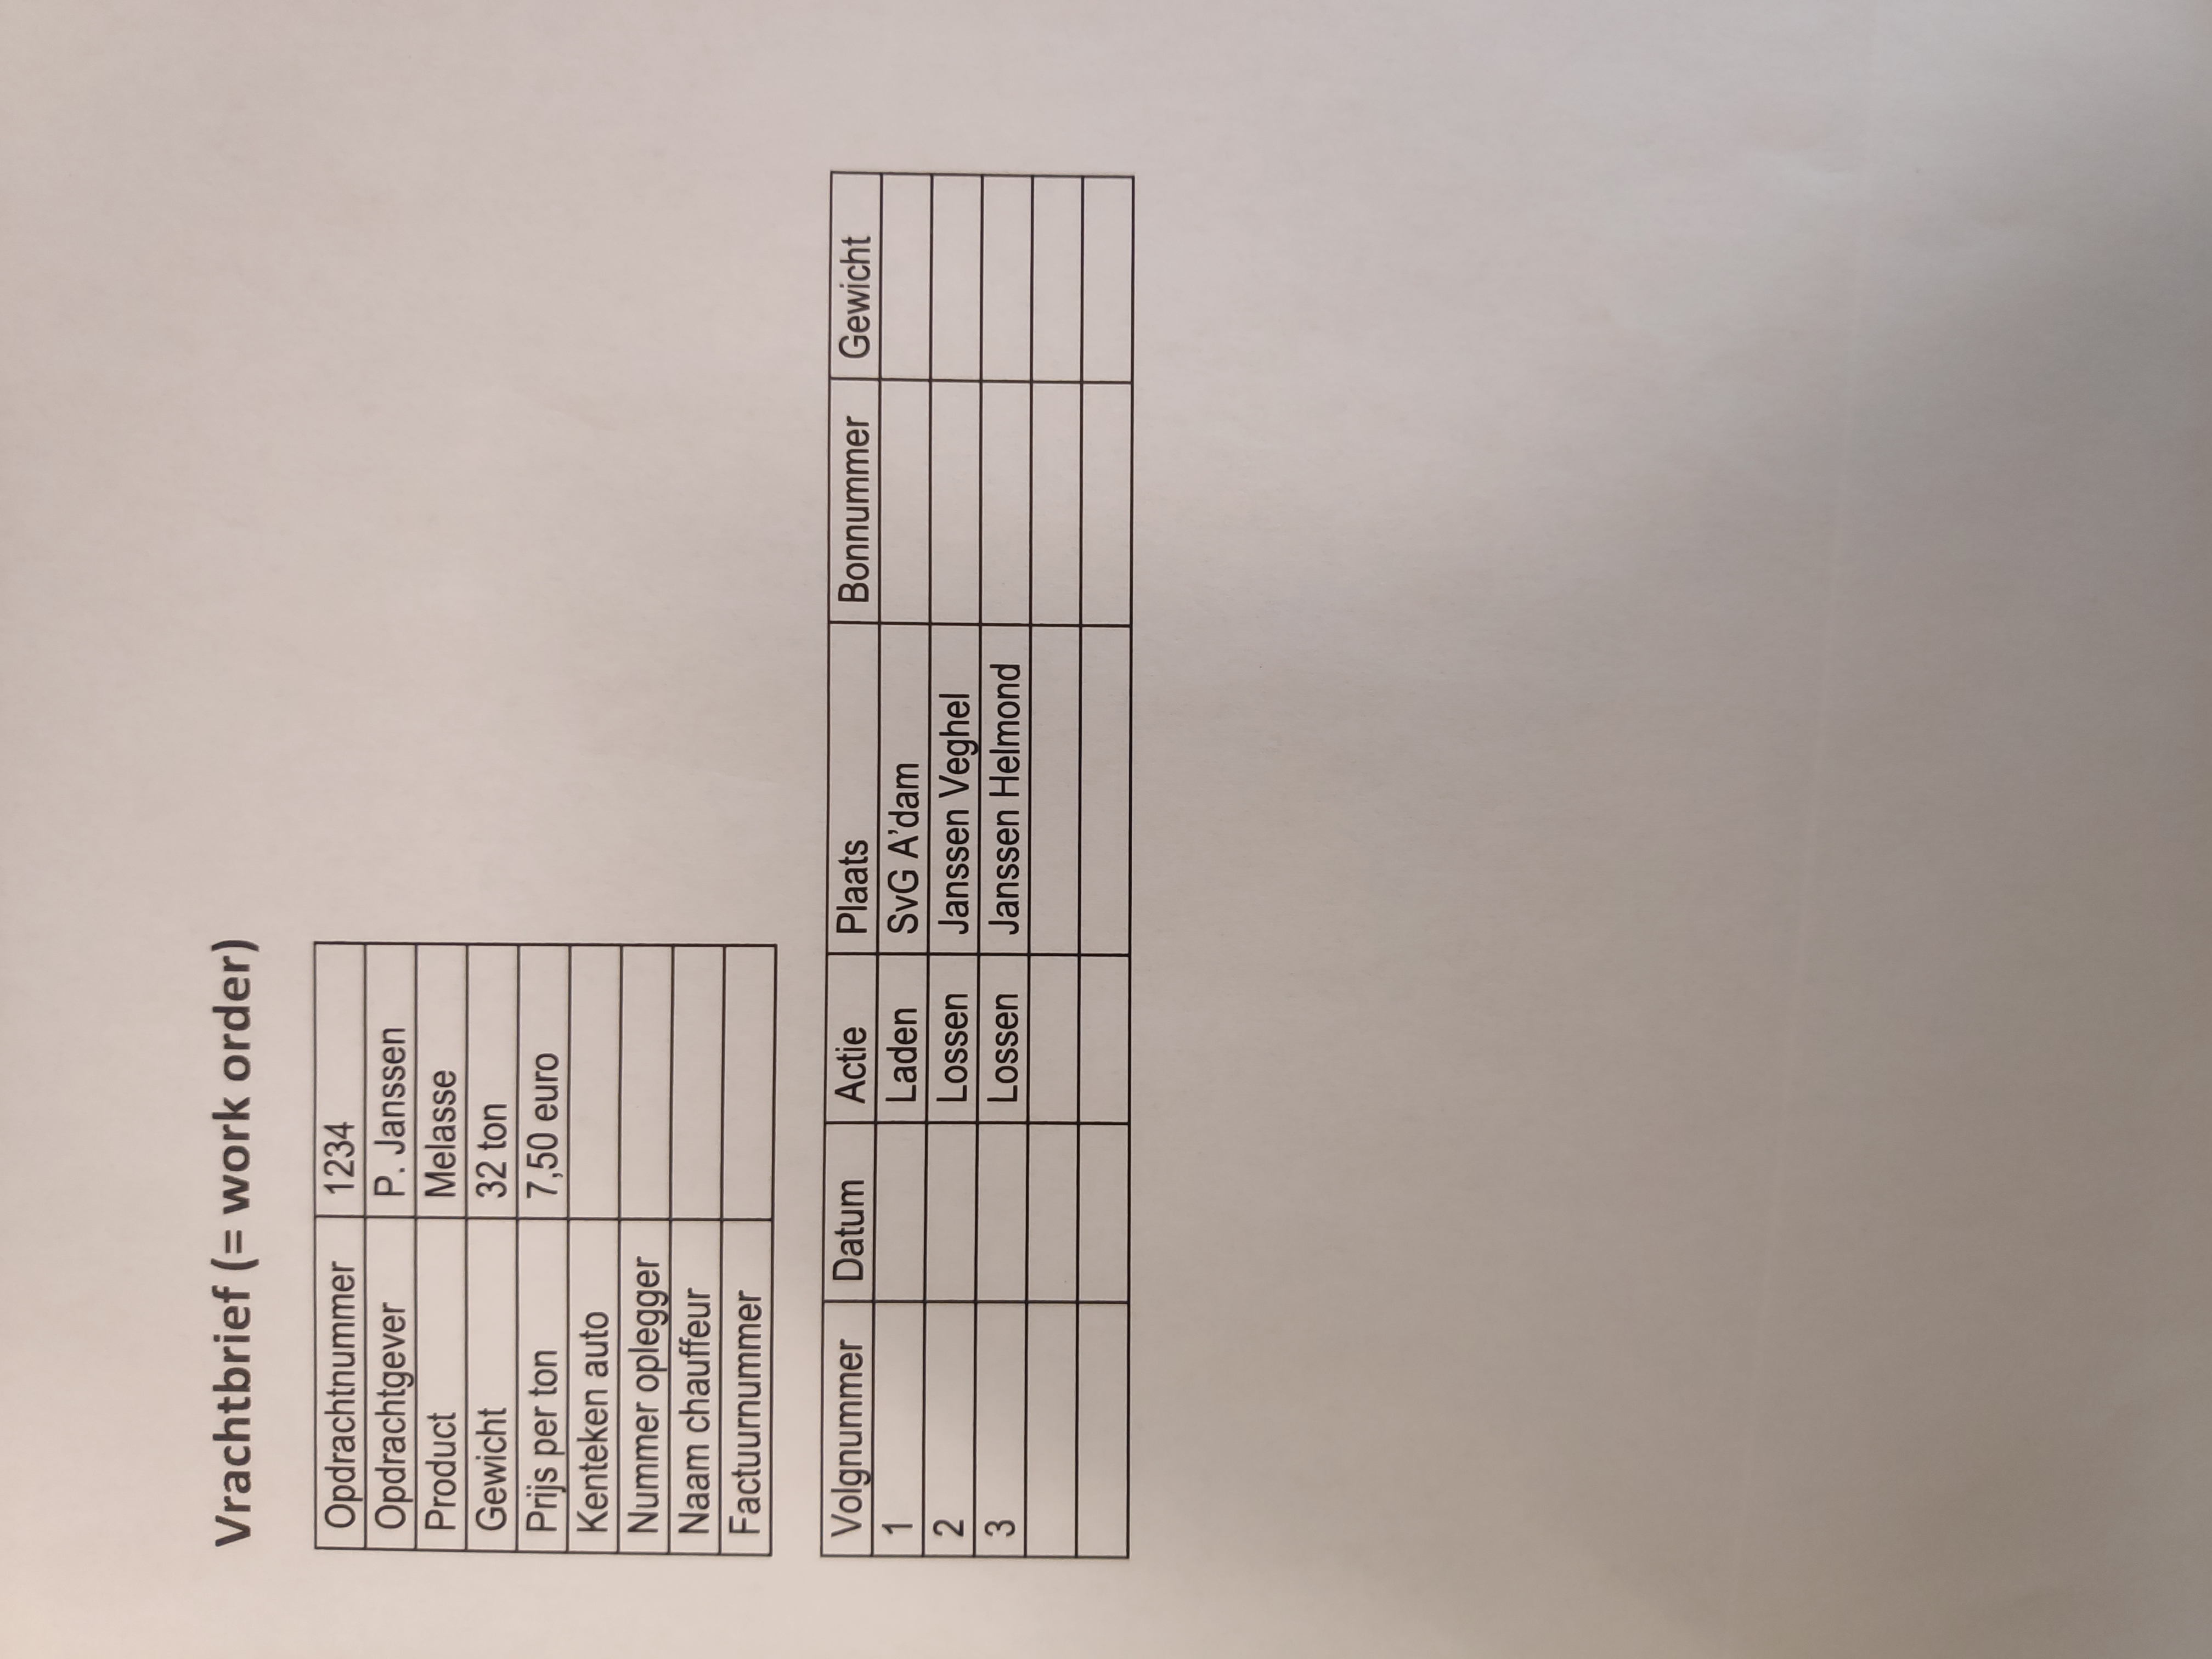 Vrachtbrief (= work order)
Opdrachtnummer 1234
Opdrachtgever P. Janssen
Product Melasse
Gewicht 32 ton
Prijs per ton 7,50 euro
Kenteken auto
Nummer oplegger
Naam chauffeur
Factuurnummer
Volgnummer Datum Actie Plaats Bonnummer Gewicht
1 Laden SvG A’dam
2 Lossen Janssen Veghel
3 Lossen Janssen Helmond